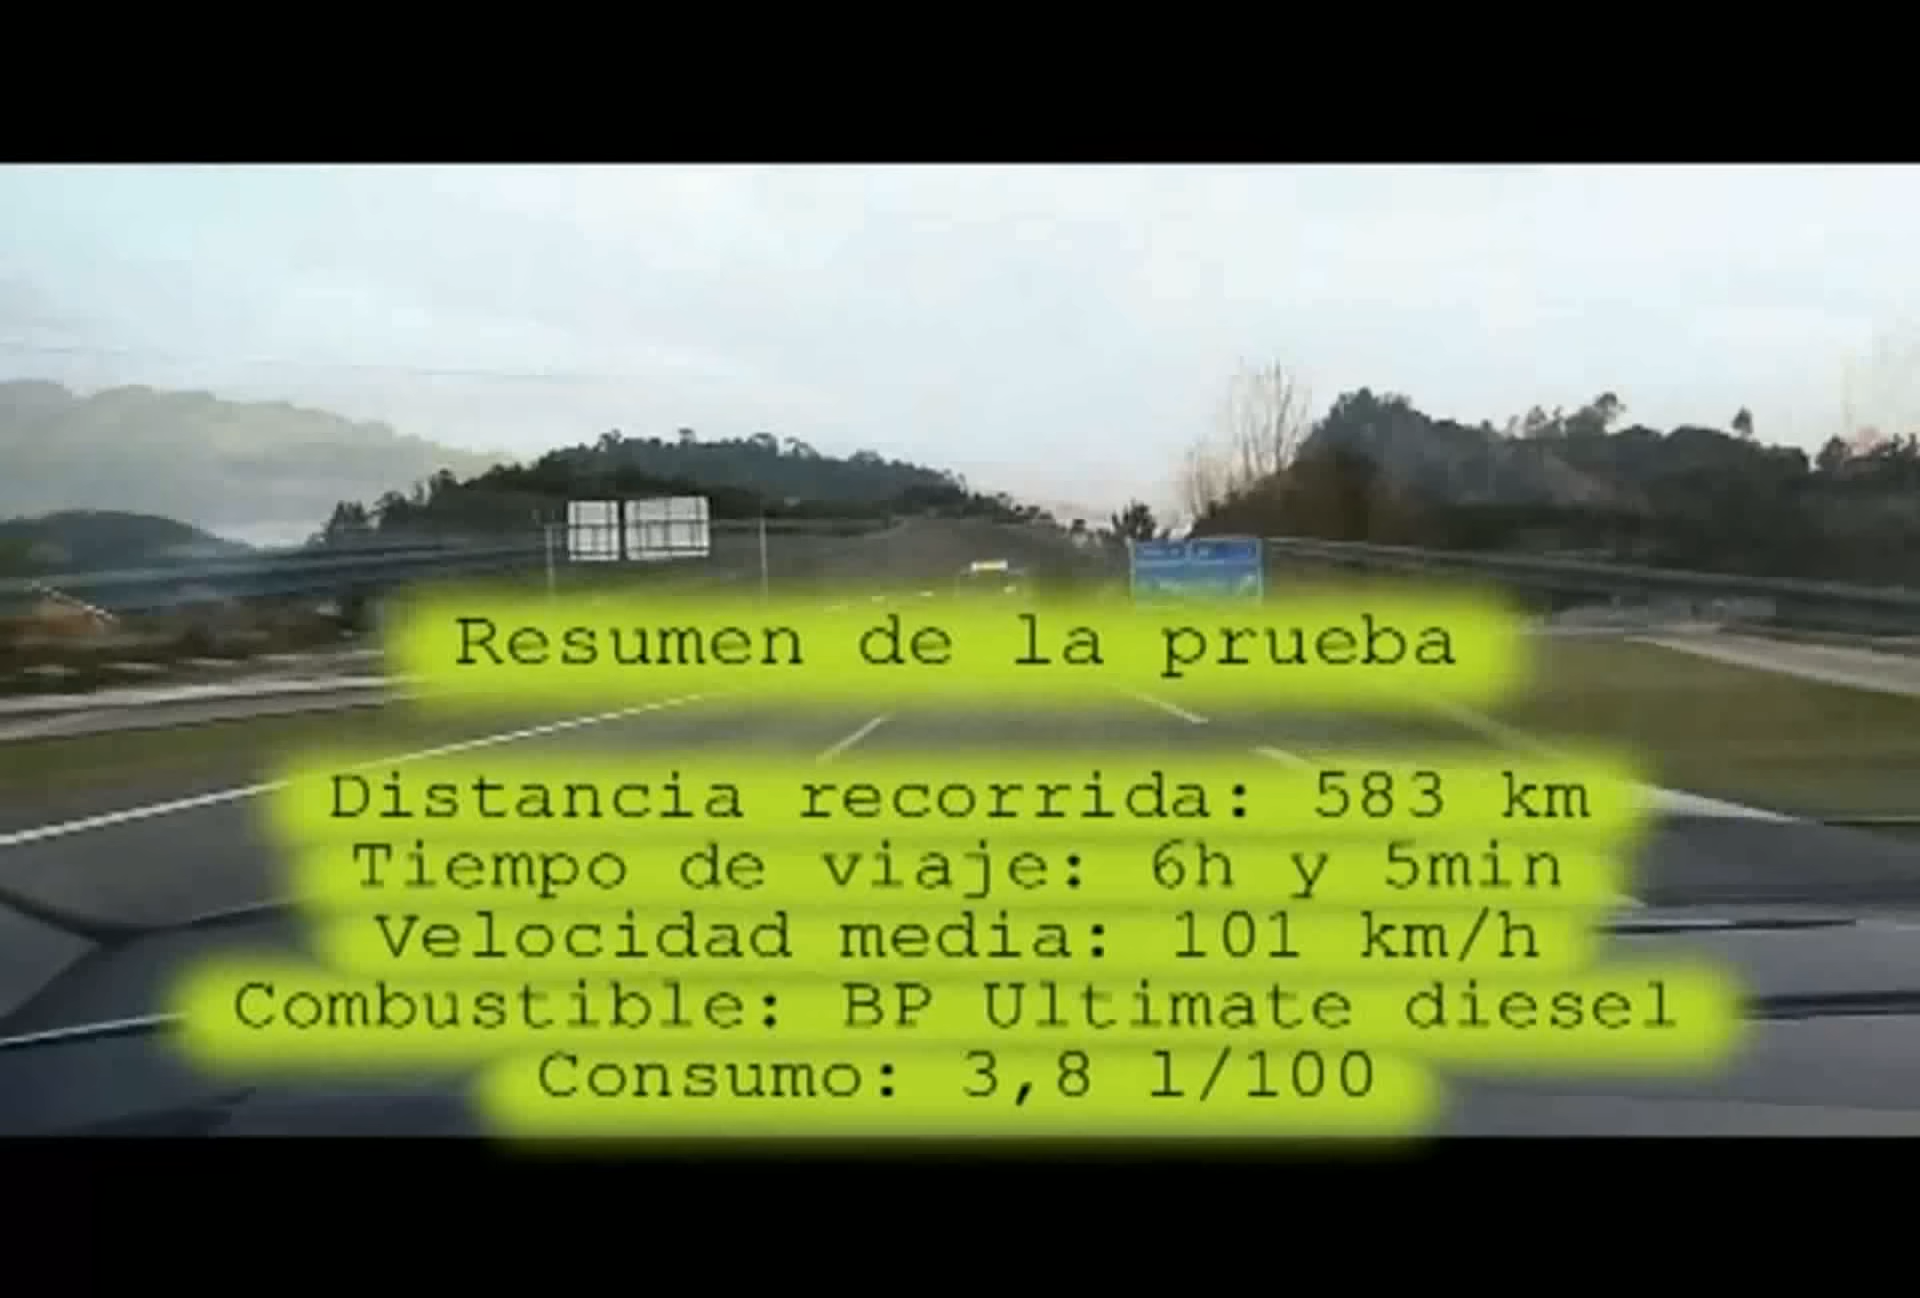 Resumen de la prueba
Distancia recorrida: 583 km
Tiempo de viaje: 6h y 5min
Velocidad media: 101 km/h
Combustible: BP Ultimate diesel
Consumo: 3,8 l/100